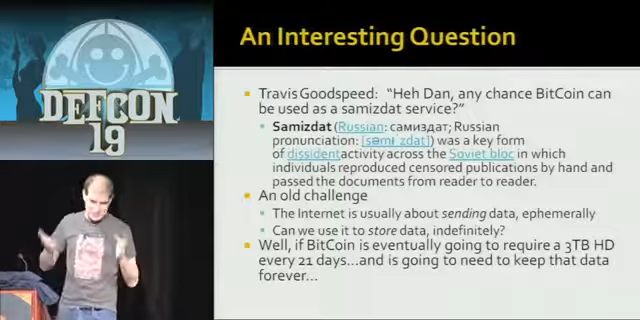 DEFCON
19
An Interesting Question
Travis Goodspeed: "Heh Dan, any chance BitCoin can
be used as a samizdat service?"
Samizdat (Russian: самиздат; Russian
pronunciation: [səmɨˈzdat]) was a key form
of dissidentactivity across the Soviet bloc in which
individuals reproduced censored publications by hand and
passed the documents from reader to reader.
An old challenge
The Internet is usually about sending data, ephemerally
Can we use it to store data, indefinitely?
Well, if BitCoin is eventually going to require a 3TB HD
every 21 days...and is going to need to keep that data
forever...